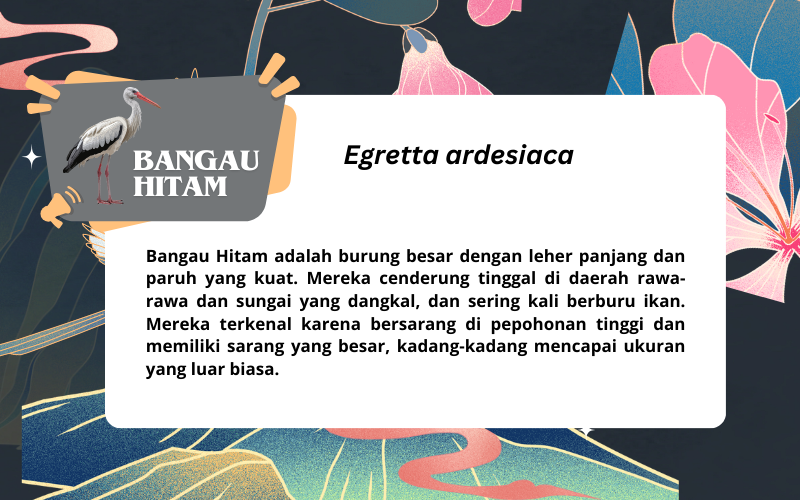 BANGAU
HITAM
Egretta ardesiaca
Bangau Hitam adalah burung besar dengan leher panjang dan
paruh yang kuat. Mereka cenderung tinggal di daerah rawa-
rawa dan sungai yang dangkal, dan sering kali berburu ikan.
Mereka terkenal karena bersarang di pepohonan tinggi dan
memiliki sarang yang besar, kadang-kadang mencapai ukuran
yang luar biasa.